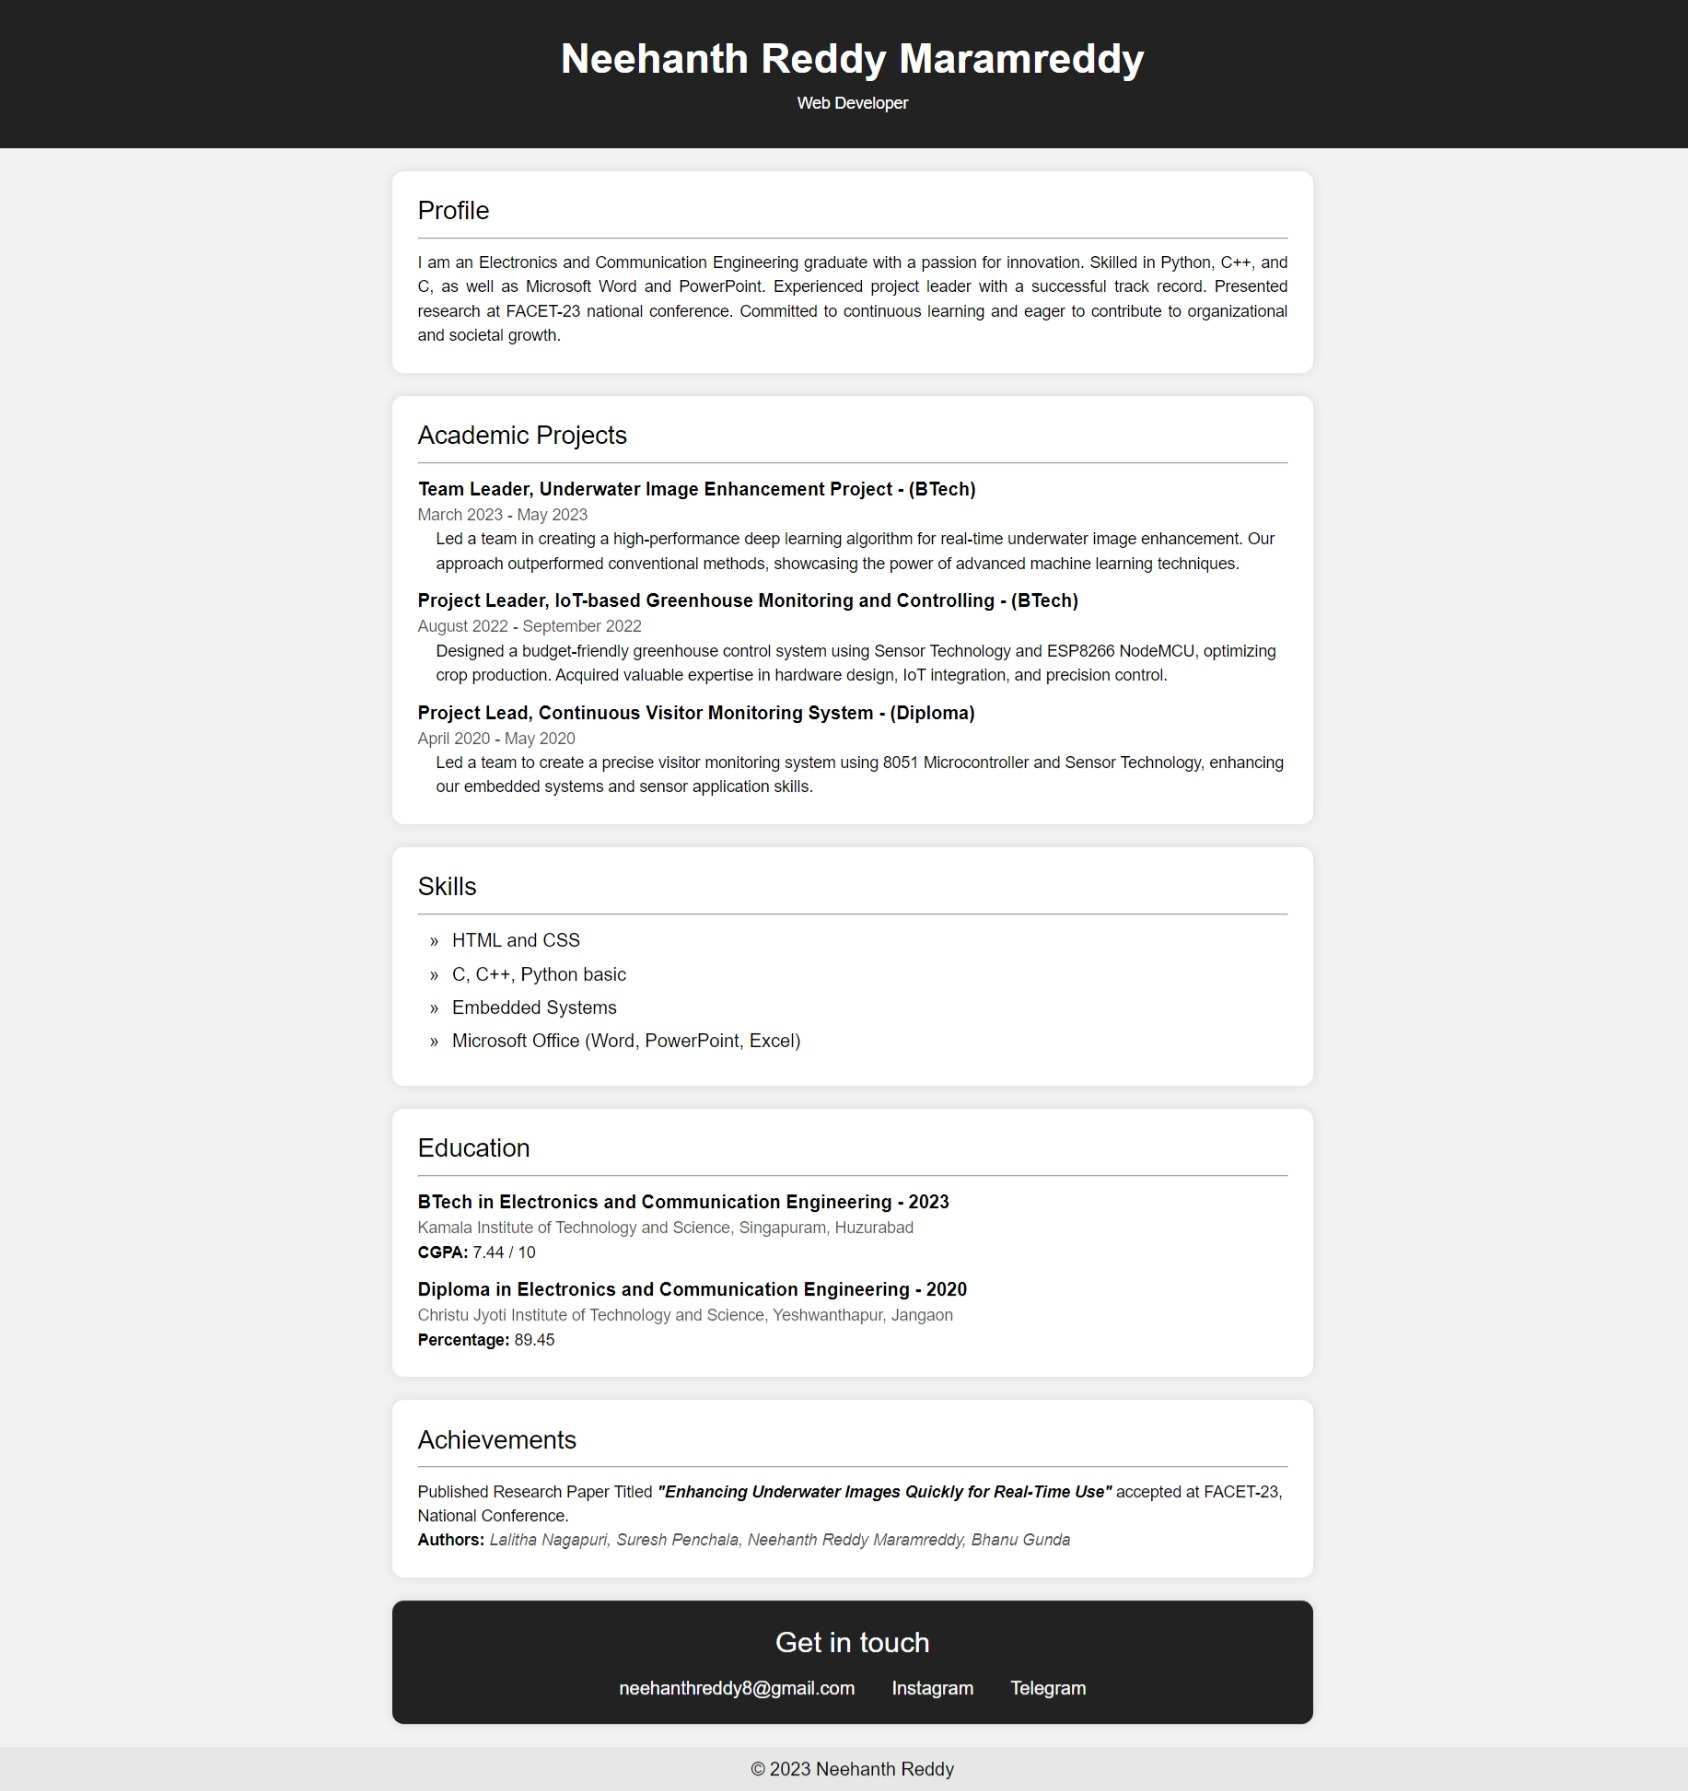 Neehanth Reddy Maramreddy
Web Developer
Profile
I am an Electronics and Communication Engineering graduate with a passion for innovation. Skilled in Python, C++, and
C, as well as Microsoft Word and PowerPoint. Experienced project leader with a successful track record. Presented
research at FACET-23 national conference. Committed to continuous learning and eager to contribute to organizational
and societal growth.
Academic Projects
Team Leader, Underwater Image Enhancement Project - (BTech)
March 2023 - May 2023
Led a team in creating a high-performance deep learning algorithm for real-time underwater image enhancement. Our
approach outperformed conventional methods, showcasing the power of advanced machine learning techniques.
Project Leader, IoT-based Greenhouse Monitoring and Controlling - (BTech)
August 2022 - September 2022
Designed a budget-friendly greenhouse control system using Sensor Technology and ESP8266 NodeMCU, optimizing
crop production. Acquired valuable expertise in hardware design, IoT integration, and precision control.
Project Lead, Continuous Visitor Monitoring System - (Diploma)
April 2020 - May 2020
Led a team to create a precise visitor monitoring system using 8051 Microcontroller and Sensor Technology, enhancing
our embedded systems and sensor application skills.
Skills
» HTML and CSS
» C, C++, Python basic
» Embedded Systems
» Microsoft Office (Word, PowerPoint, Excel)
Education
BTech in Electronics and Communication Engineering - 2023
Kamala Institute of Technology and Science, Singapuram, Huzurabad
CGPA: 7.44 / 10
Diploma in Electronics and Communication Engineering - 2020
Christu Jyoti Institute of Technology and Science, Yeshwanthapur, Jangaon
Percentage: 89.45
Achievements
Published Research Paper Titled "Enhancing Underwater Images Quickly for Real-Time Use" accepted at FACET-23,
National Conference.
Authors: Lalitha Nagapuri, Suresh Penchala, Neehanth Reddy Maramreddy, Bhanu Gunda
Get in touch
neehanthreddy8@gmail.com Instagram Telegram
© 2023 Neehanth Reddy